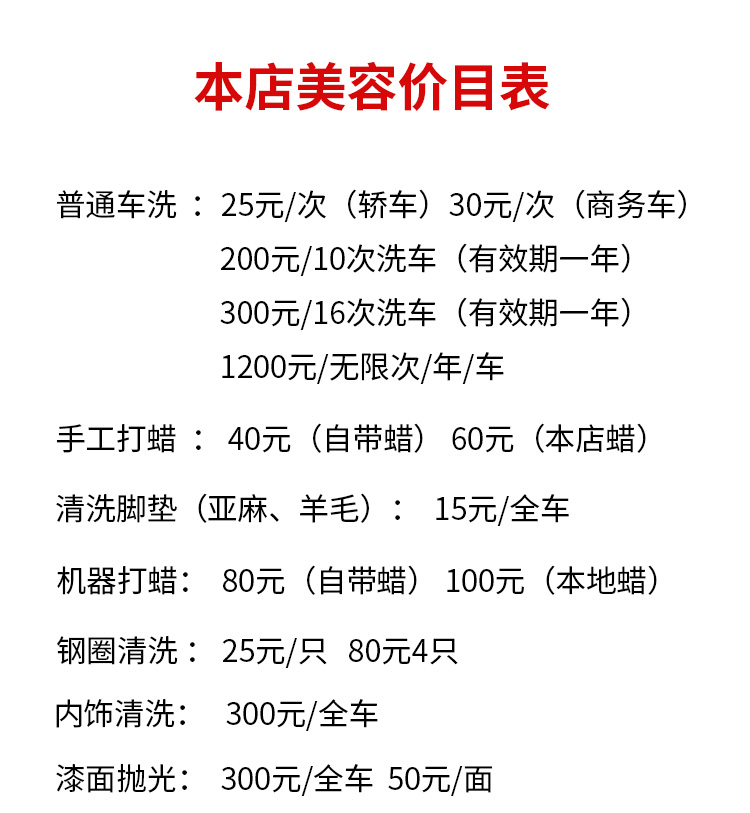 本店美容价目表
普通车洗 ：25元/次（轿车）30元/次（商务车）
200元/10次洗车（有效期一年）
300元/16次洗车（有效期一年）
1200元/无限次/年/车
手工打蜡 ： 40元（自带蜡） 60元（本店蜡）
清洗脚垫（亚麻、羊毛）： 15元/全车
机器打蜡： 80元（自带蜡） 100元（本地蜡）
钢圈清洗 ： 25元/只 80元4只
内饰清洗： 300元/全车
漆面抛光： 300元/全车 50元/面